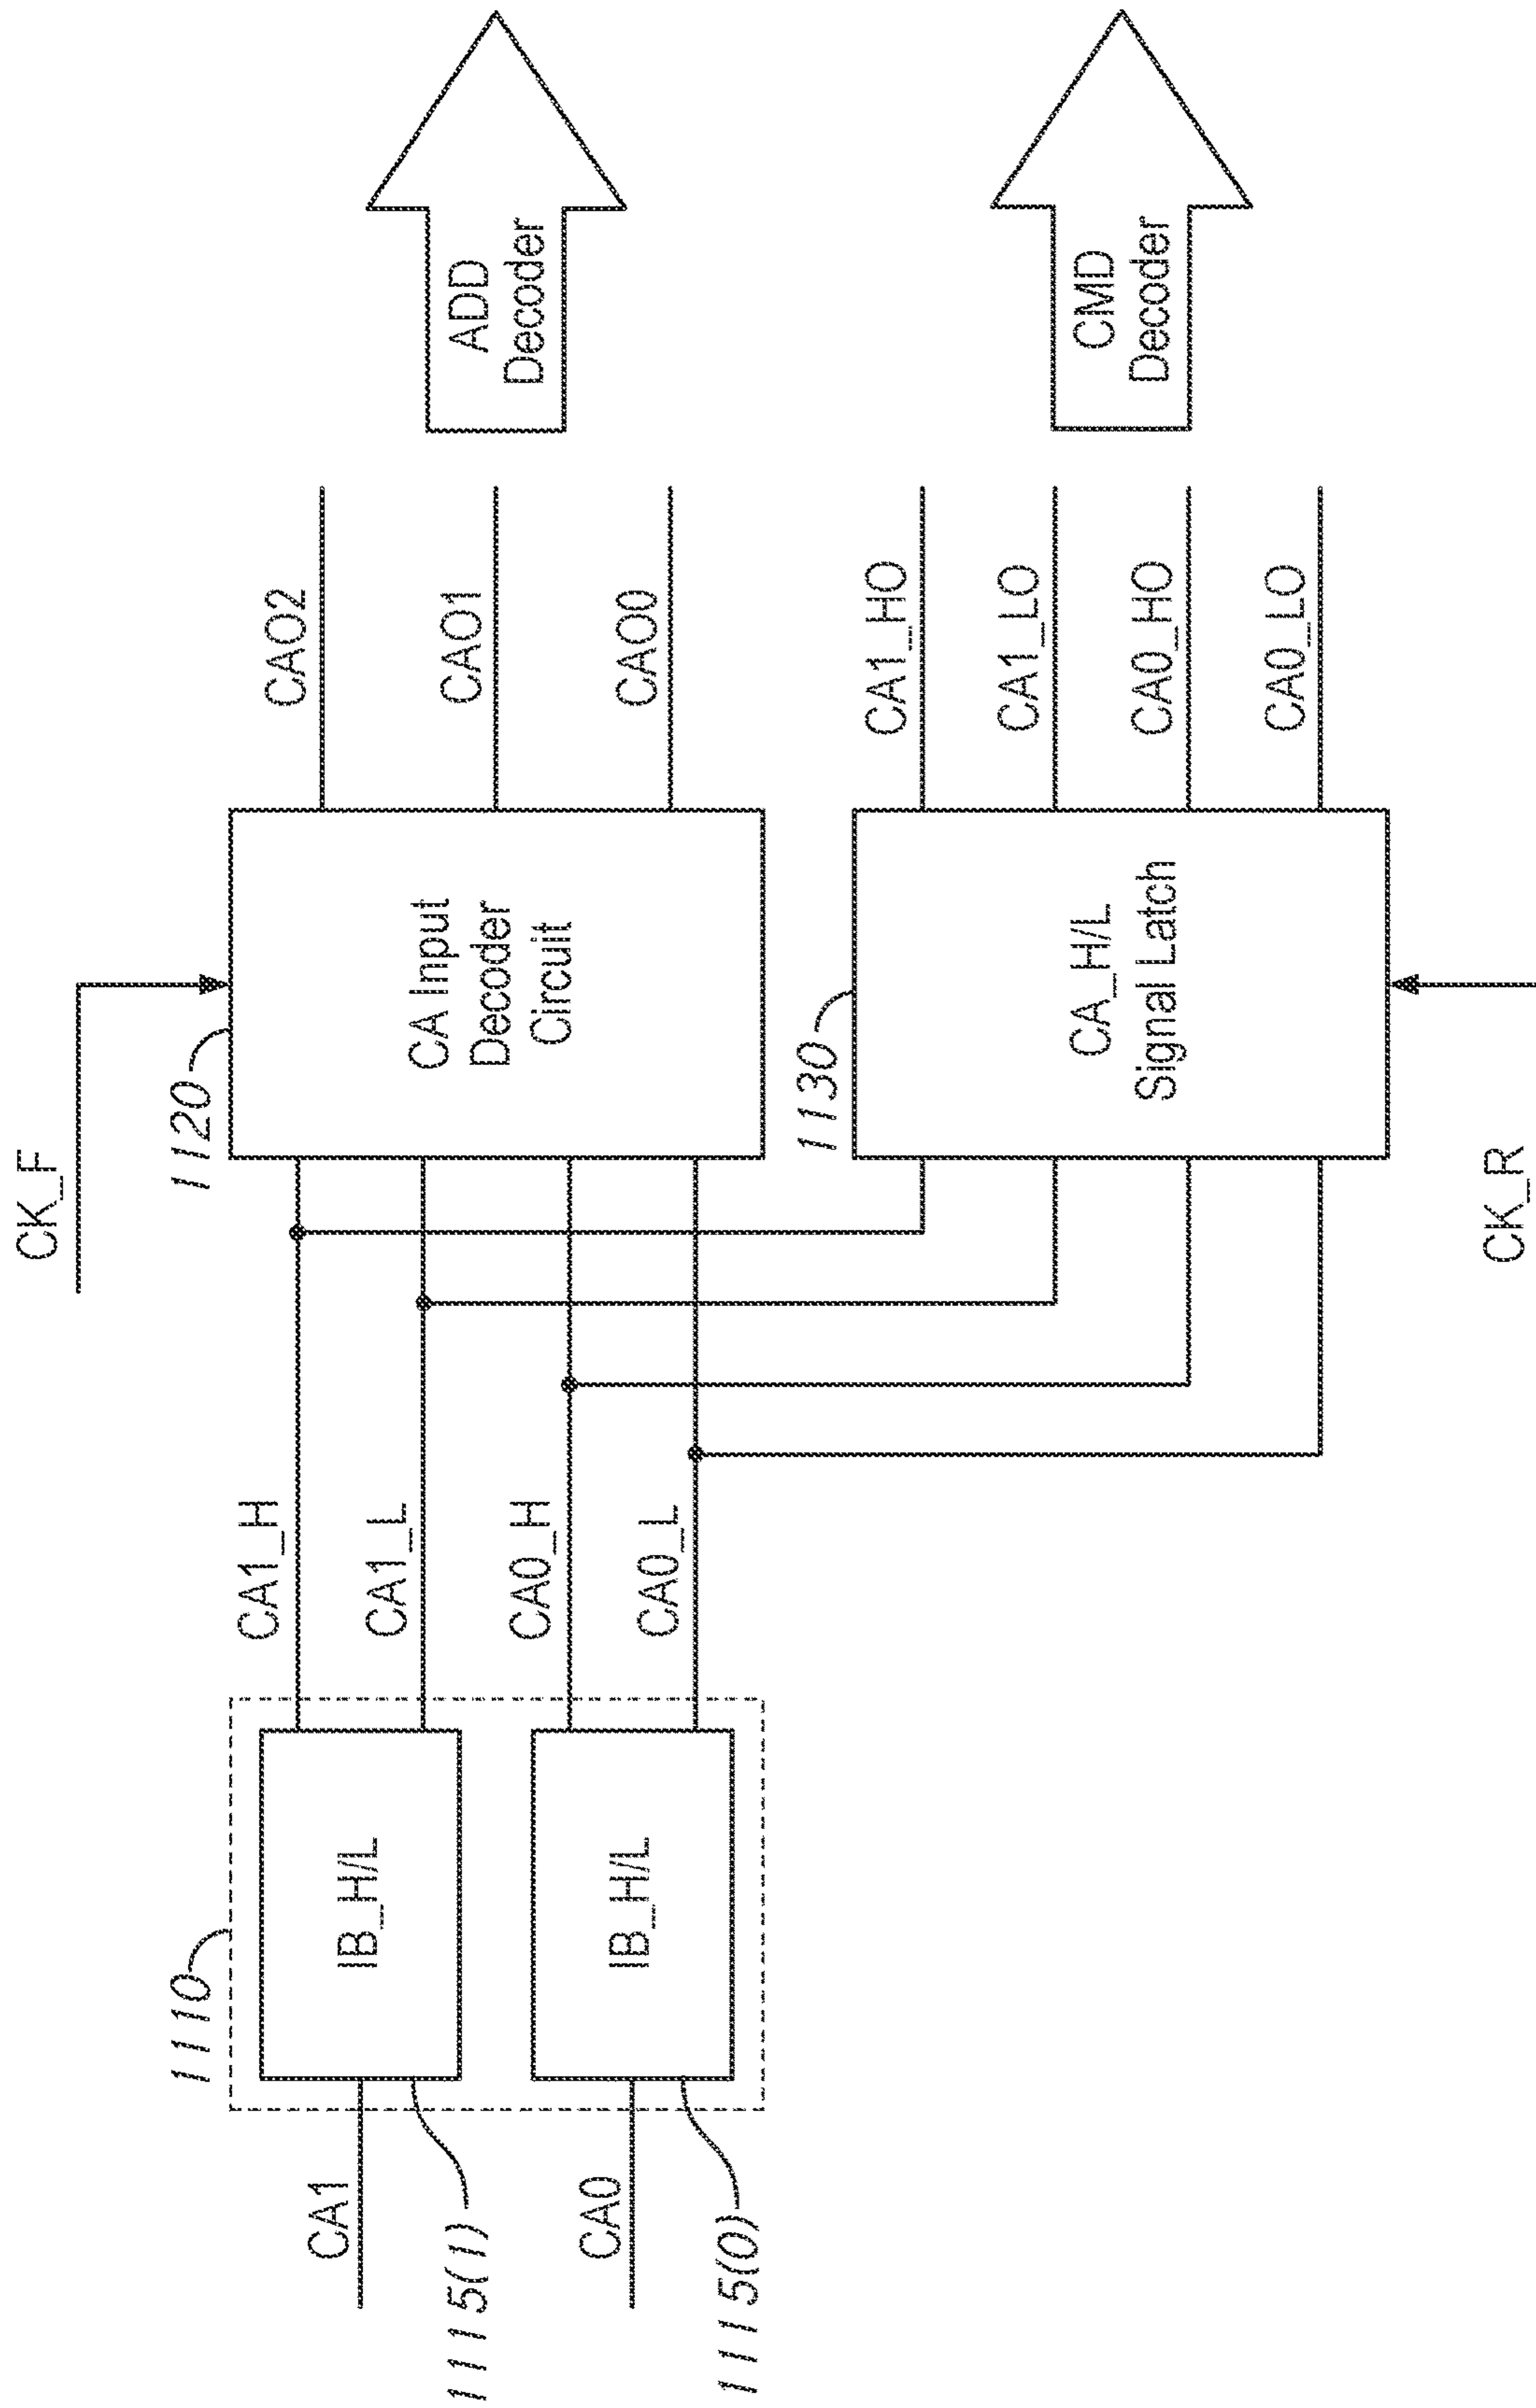 CK_F
1110
1120
CA1
1115(1)
IB_H/L
CA1_H
CA1_L
CA Input
Decoder
Circuit
CAO2
CAO1
CAO0
ADD
Decoder
CA0
1115(0)
IB_H/L
CA0_H
CA0_L
1130
CA_H/L
Signal Latch
CA1_HO
CA1_LO
CA0_HO
CA0_LO
CMD
Decoder
CK_R